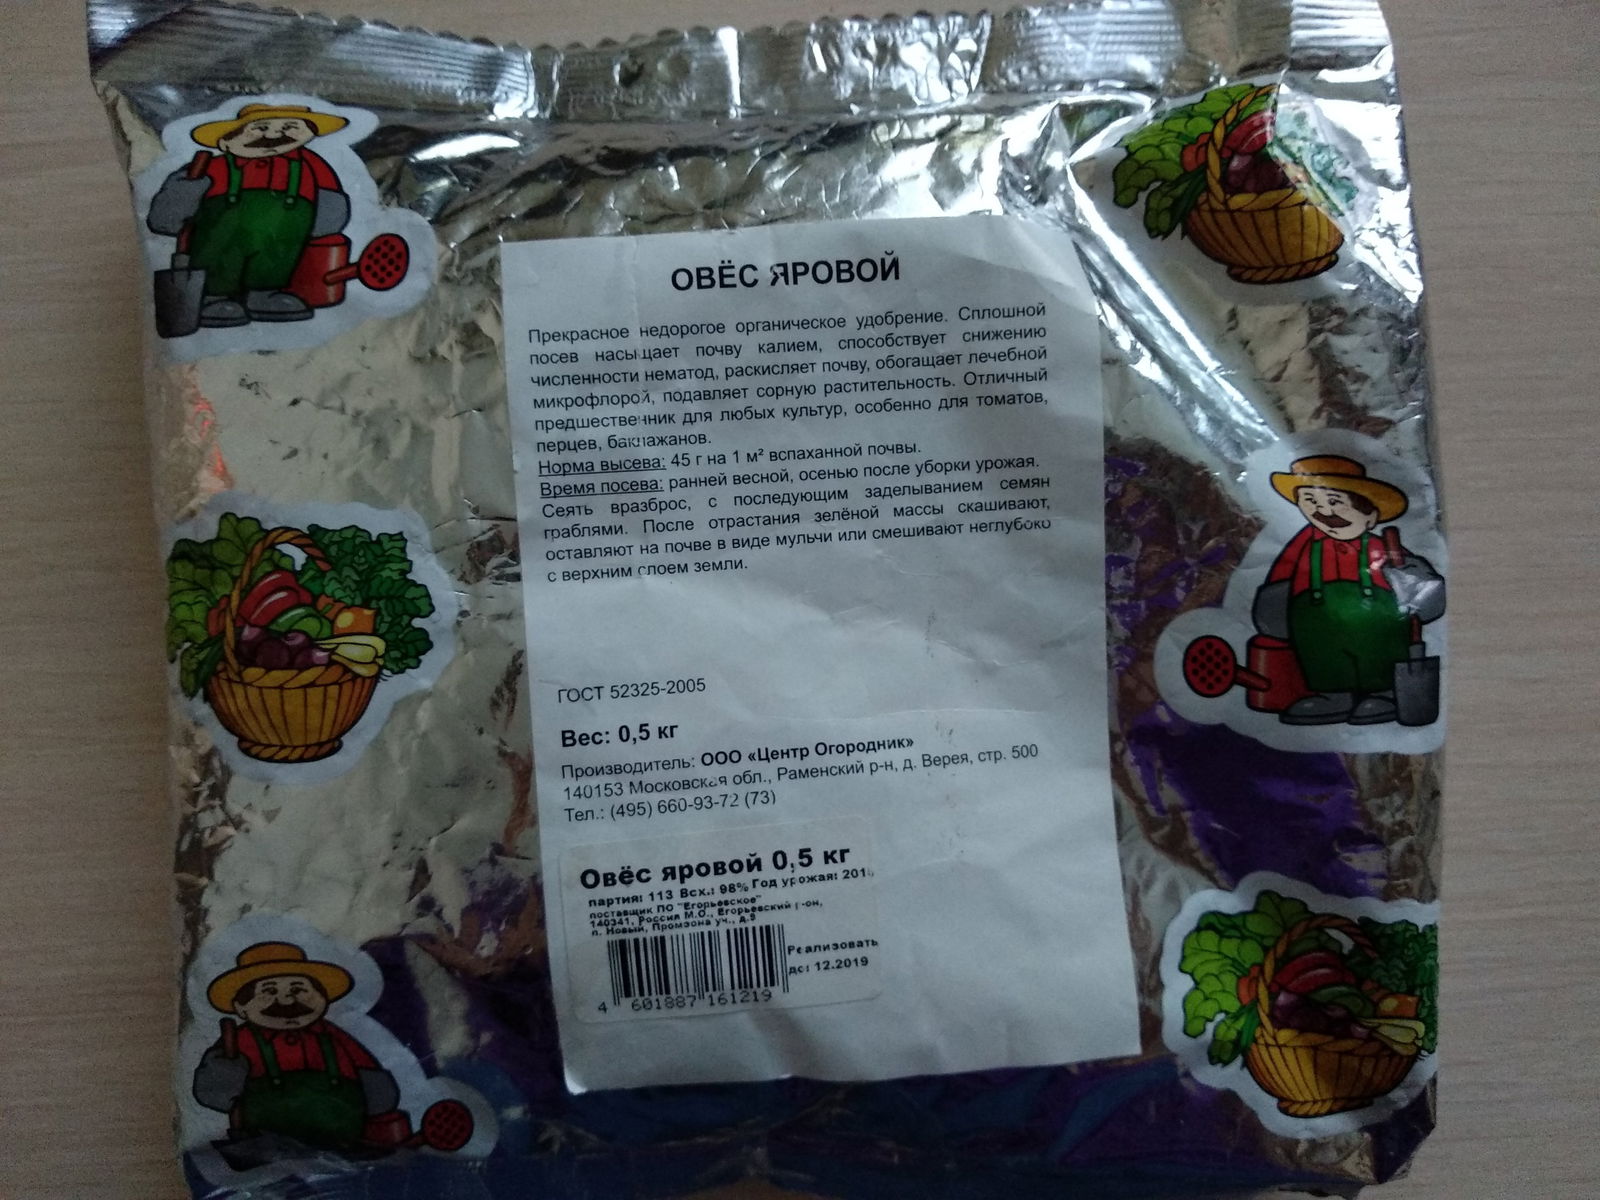 ОВЁС ЯРОВОЙ
Прекрасное недорогое органическое удобрение. Сплошной
посев насыщает почву калием, способствует снижению
численности нематод, раскисляет почву, обогащает лечебной
микрофлорой, подавляет сорную растительность. Отличный
предшественник для любых культур, особенно для томатов,
перцев, баклажанов.
Норма высева: 45 г на 1 м² вспаханной почвы.
Время посева: ранней весной, осенью после уборки урожая.
Сеять вразброс, с последующим заделыванием семян
граблями. После отрастания зелёной массы скашивают,
оставляют на почве в виде мульчи или смешивают неглубоко
с верхним слоем земли.
ГОСТ 52325-2005
Вес: 0,5 кг
Производитель: ООО «Центр Огородник»
140153 Московская обл., Раменский р-н, д. Верея, стр. 500
Тел.: (495) 660-93-72 (73)
Овёс яровой 0,5 кг
партия: 113 Всх.: 98% Год урожая:
поставщик ПО "Егорьевское"
140341, Россия М.О., Егорьевский р-он,
п. Новый, Промзона уч., д.9
Реализовать
до: 12.2019
4 601887 161219